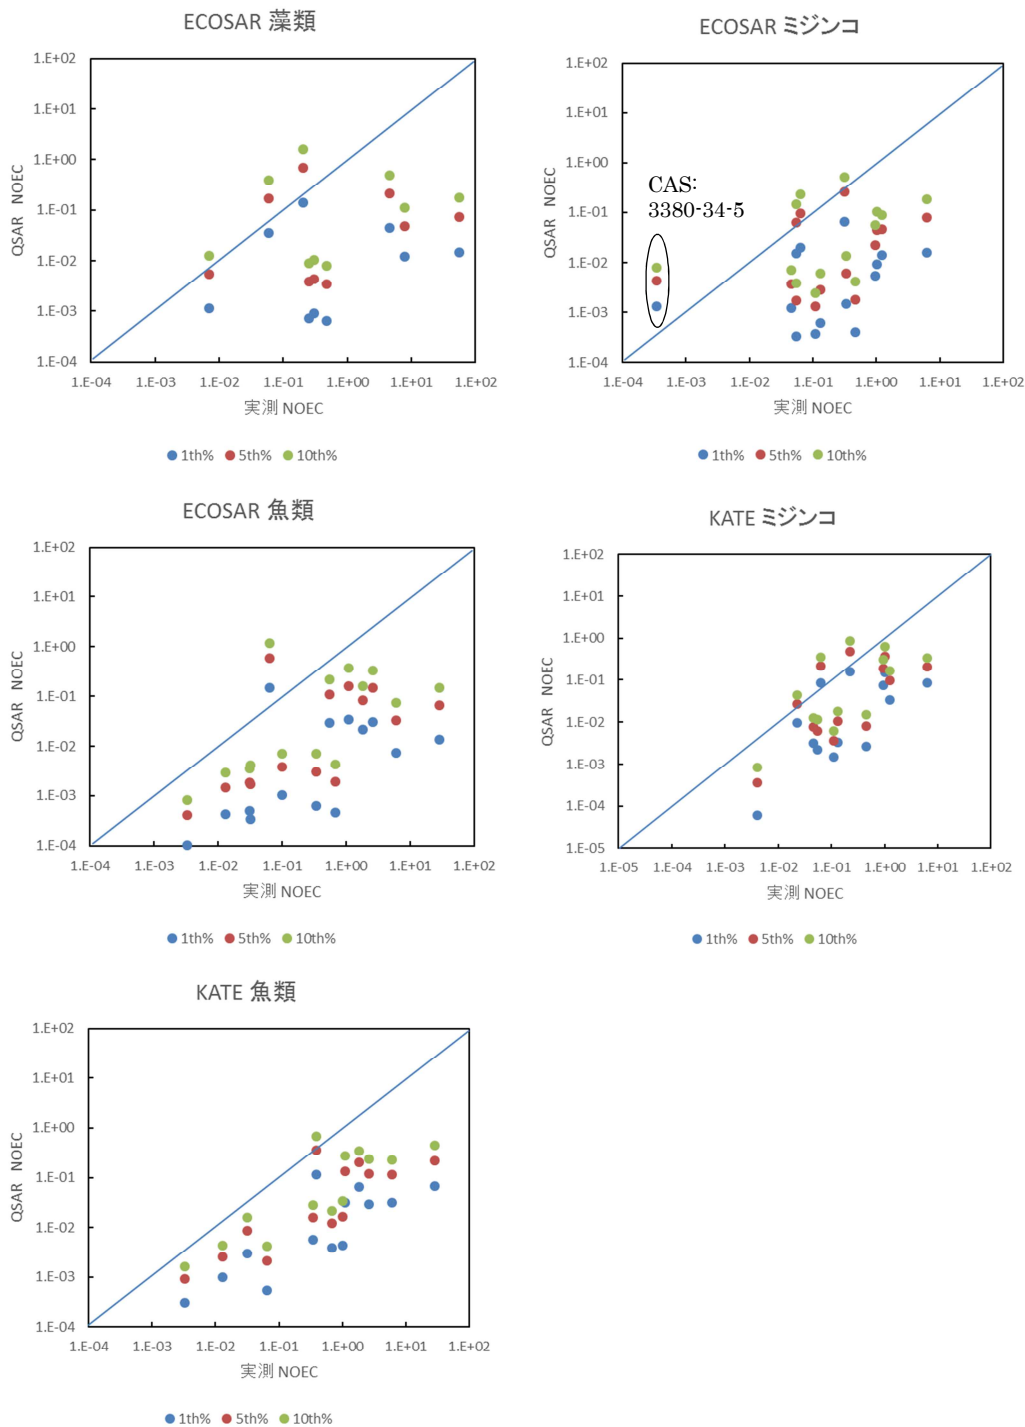 ECOSAR 藻類
1.E+02
1.E+01
1.E+00
1.E-01
1.E-02
1.E-03
1.E-04
QSAR NOEC
1.E-04 1.E-03 1.E-02 1.E-01 1.E+00 1.E+01 1.E+02
実測 NOEC
1th% 5th% 10th%
ECOSAR ミジンコ
1.E+02
1.E+01
1.E+00
1.E-01
1.E-02
1.E-03
1.E-04
QSAR NOEC
CAS:
3380-34-5
1.E-04 1.E-03 1.E-02 1.E-01 1.E+00 1.E+01 1.E+02
実測 NOEC
1th% 5th% 10th%
ECOSAR 魚類
1.E+02
1.E+01
1.E+00
1.E-01
1.E-02
1.E-03
1.E-04
QSAR NOEC
1.E-04 1.E-03 1.E-02 1.E-01 1.E+00 1.E+01 1.E+02
実測 NOEC
1th% 5th% 10th%
KATE ミジンコ
1.E+02
1.E+01
1.E+00
1.E-01
1.E-02
1.E-03
1.E-04
1.E-05
QSAR NOEC
1.E-05 1.E-04 1.E-03 1.E-02 1.E-01 1.E+00 1.E+01 1.E+02
実測 NOEC
1th% 5th% 10th%
KATE 魚類
1.E+02
1.E+01
1.E+00
1.E-01
1.E-02
1.E-03
1.E-04
QSAR NOEC
1.E-04 1.E-03 1.E-02 1.E-01 1.E+00 1.E+01 1.E+02
実測 NOEC
1th% 5th% 10th%